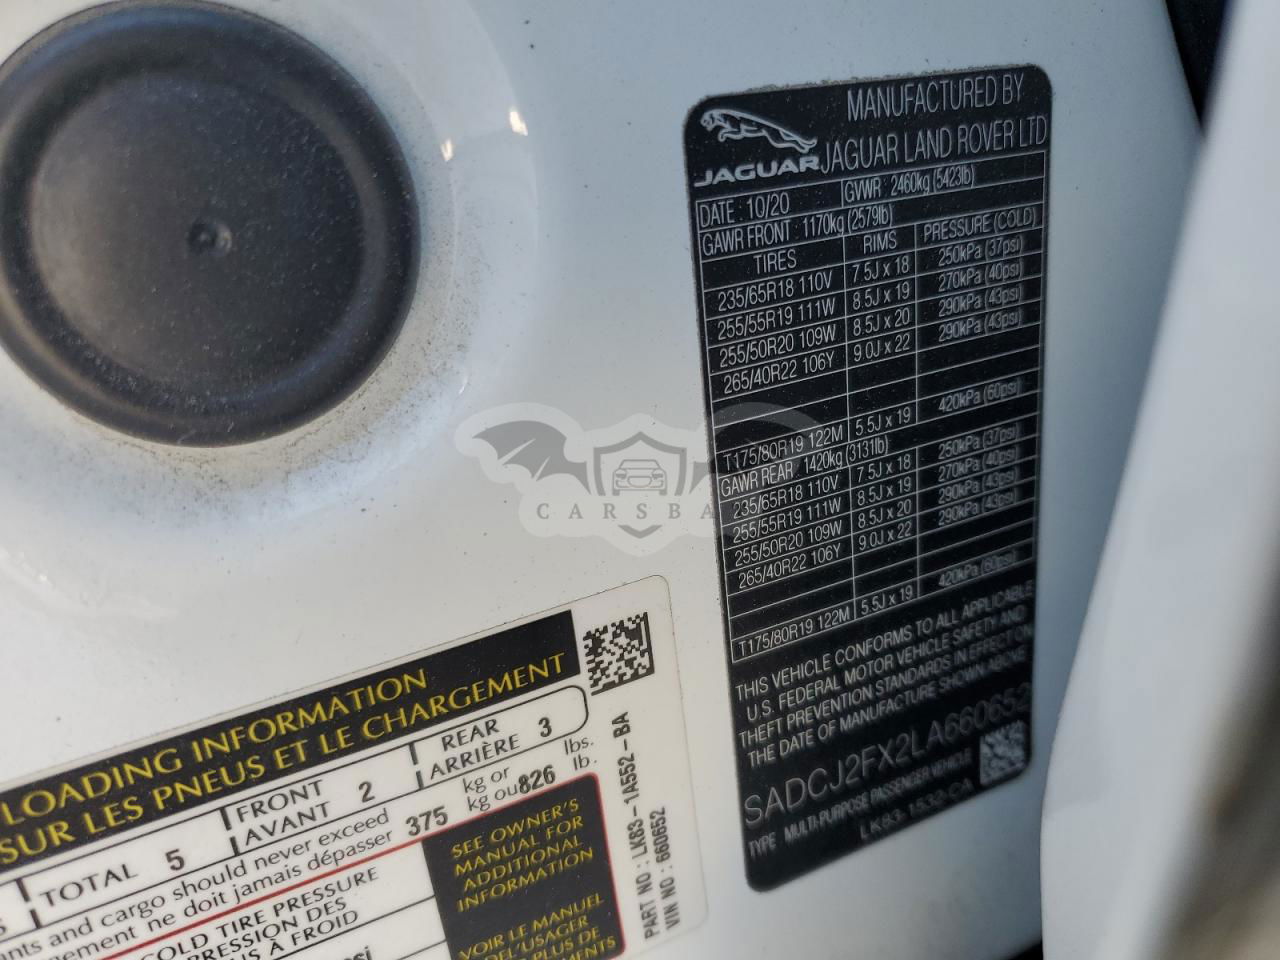 JAGUAR
MANUFACTURED BY
JAGUAR LAND ROVER LTD
DATE : 10/20 GVWR : 2460kg (5423lb)
GAWR FRONT : 1170kg (2579lb)
TIRES RIMS PRESSURE (COLD)
235/65R18 110V 7.5J x 18 250kPa (37psi)
255/55R19 111W 8.5J x 19 270kPa (40psi)
255/50R20 109W 8.5J x 20 290kPa (43psi)
265/40R22 106Y 9.0J x 22 290kPa (43psi)
T175/80R19 122M 5.5J x 19 420kPa (60psi)
GAWR REAR : 1420kg (3131lb)
235/65R18 110V 7.5J x 18 250kPa (37psi)
255/55R19 111W 8.5J x 19 270kPa (40psi)
255/50R20 109W 8.5J x 20 290kPa (43psi)
265/40R22 106Y 9.0J x 22 290kPa (43psi)
T175/80R19 122M 5.5J x 19 420kPa (60psi)
THIS VEHICLE CONFORMS TO ALL APPLICABLE
U.S. FEDERAL MOTOR VEHICLE SAFETY AND
THEFT PREVENTION STANDARDS IN EFFECT ON
THE DATE OF MANUFACTURE SHOWN ABOVE
SADCJ2FX2LA660652
TYPE MULTI-PURPOSE PASSENGER VEHICLE
LK83-1532-CA
CARSBA
LOADING INFORMATION
SUR LES PNEUS ET LE CHARGEMENT
TOTAL 5 FRONT AVANT 2 REAR ARRIÈRE 3
and cargo should never exceed 375 kg or 826 lbs.
ne doit jamais dépasser kg ou lb.
COLD TIRE PRESSURE
PRESSION DES
À FROID
psi
SEE OWNER'S
MANUAL FOR
ADDITIONAL
INFORMATION
VOIR LE MANUEL
DE L'USAGER
PLUS DE
PART NO : LK83-1A552-BA
VIN NO : 660652